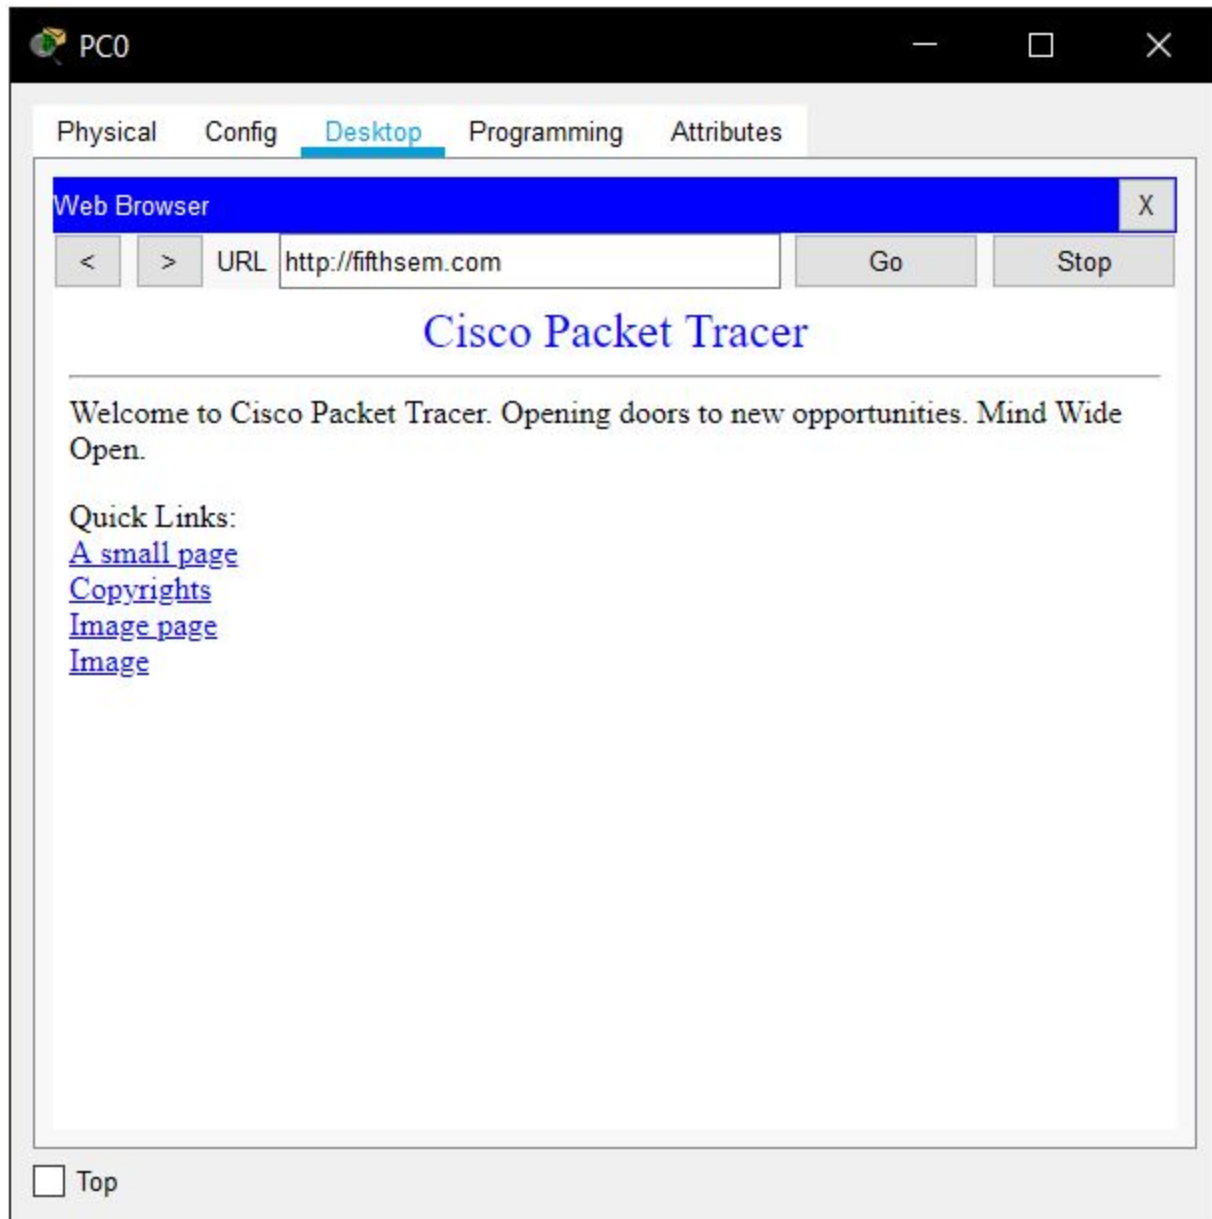 PC0
Physical Config Desktop Programming Attributes
Web Browser X
< > URL http://fifthsem.com Go Stop
Cisco Packet Tracer
Welcome to Cisco Packet Tracer. Opening doors to new opportunities. Mind Wide
Open.
Quick Links:
A small page
Copyrights
Image page
Image
Top